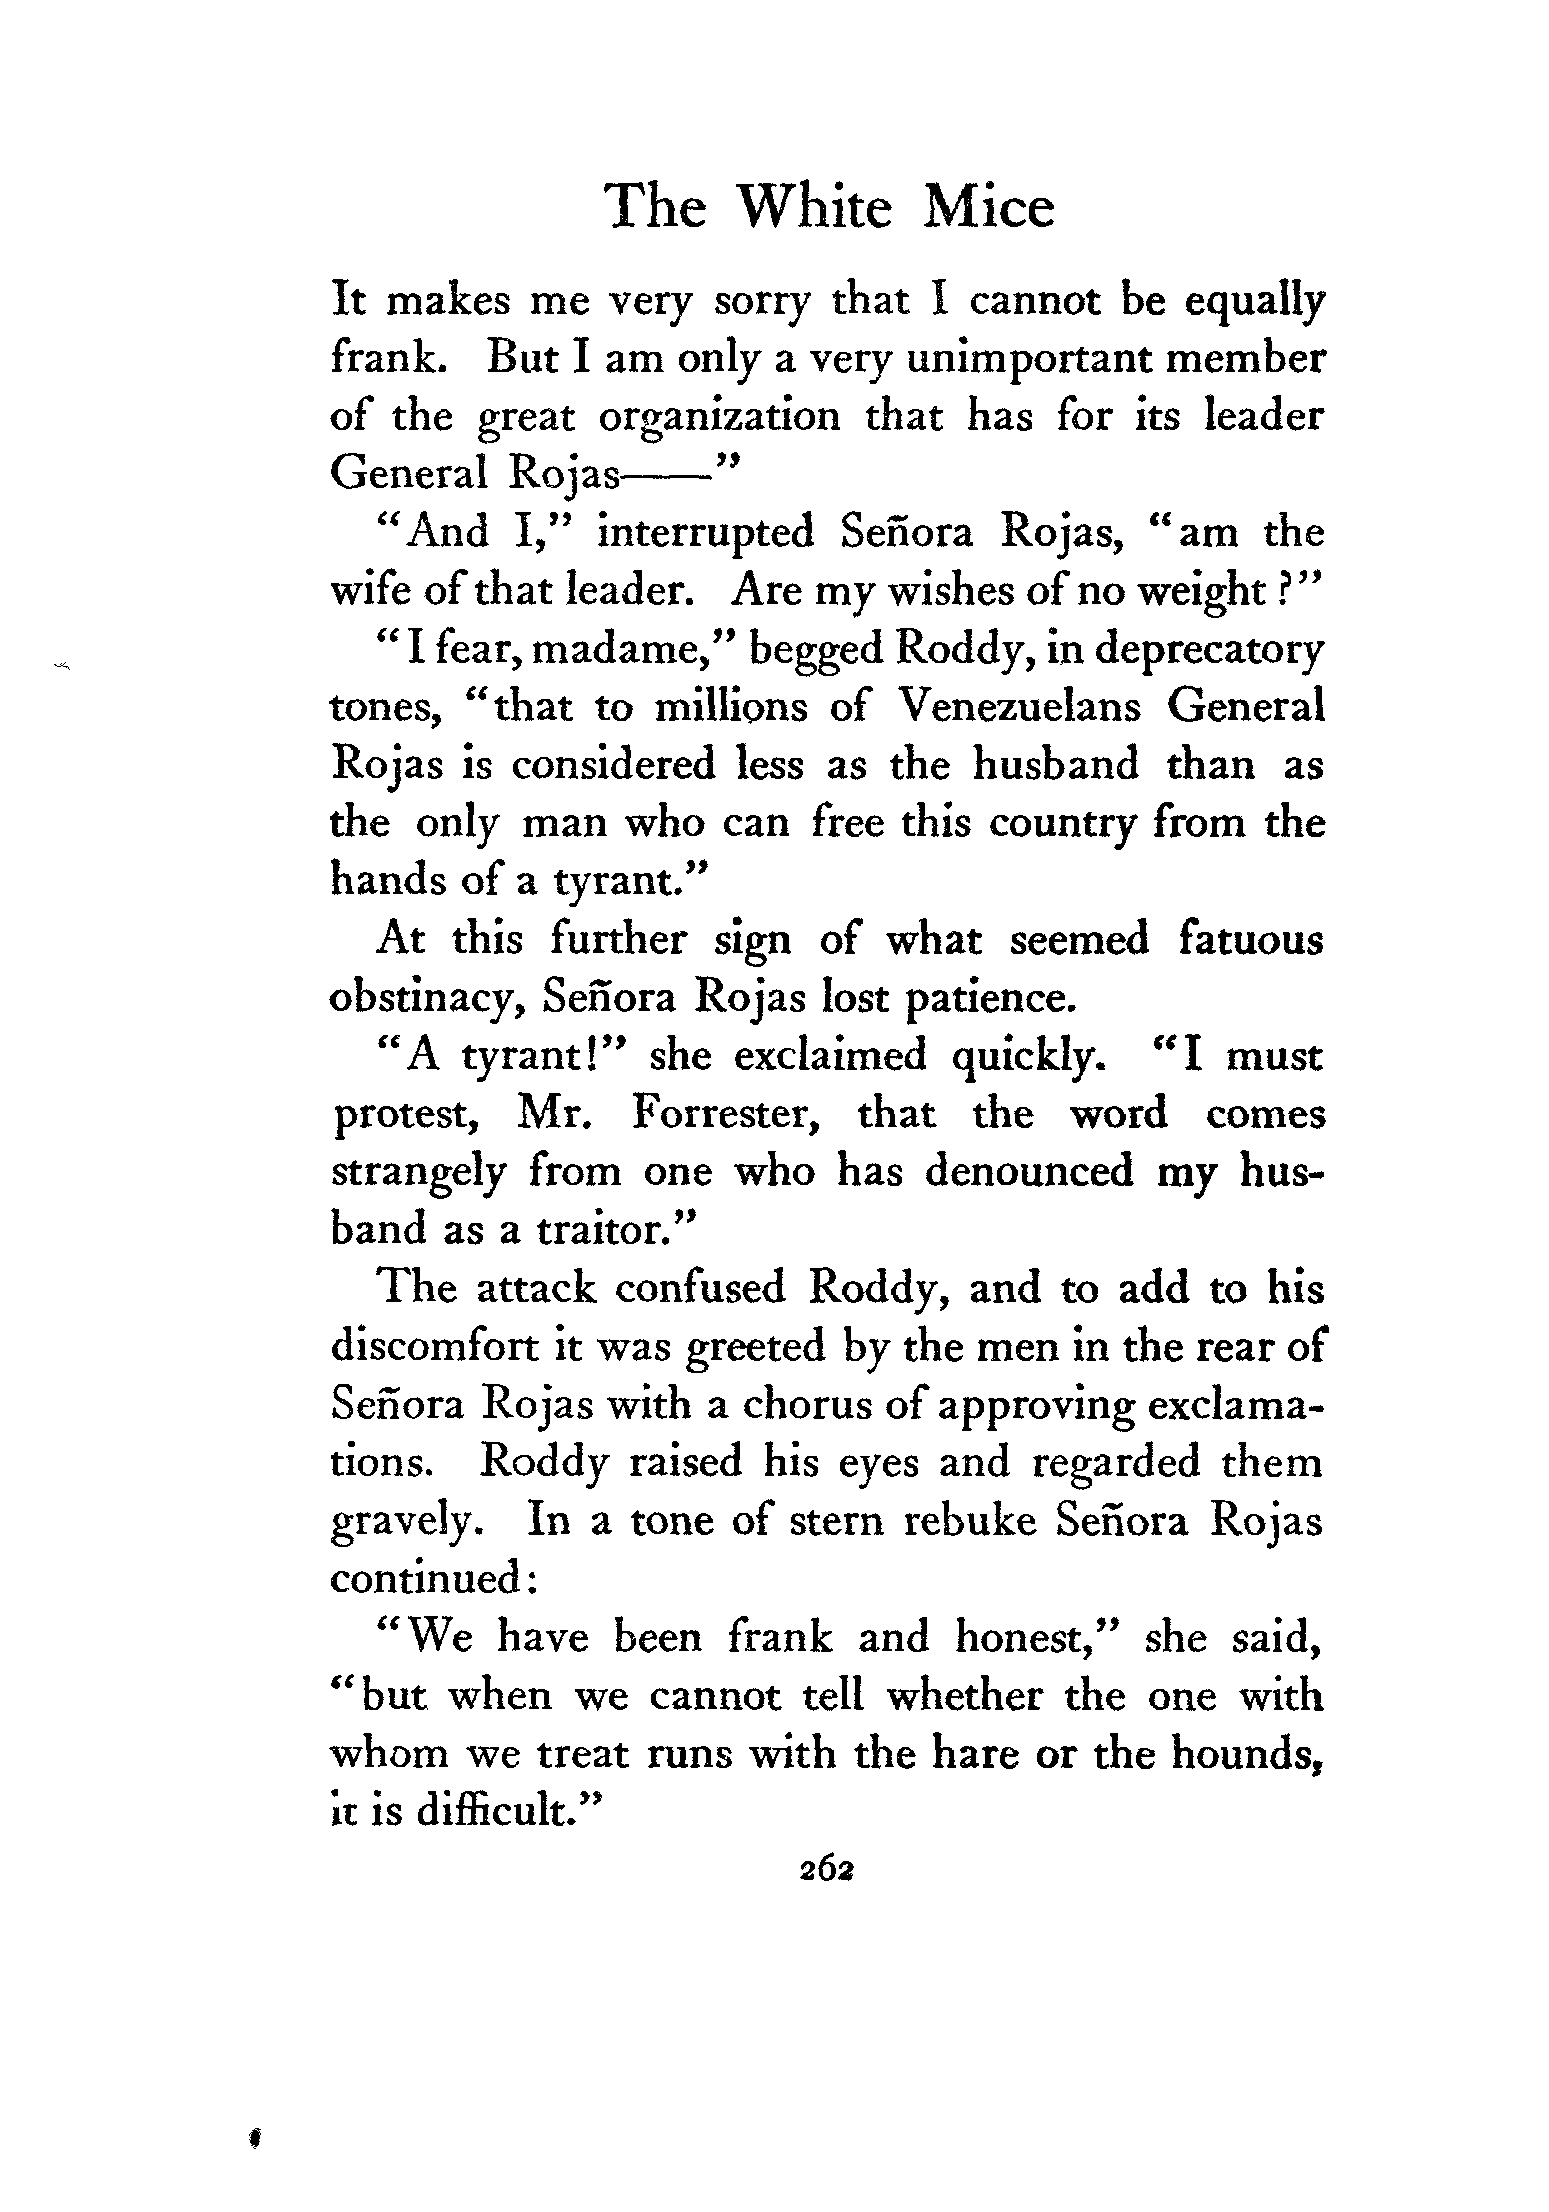 The White Mice
It makes me very sorry that I cannot be equally
frank. But I am only a very unimportant member
of the great organization that has for its leader
General Rojas——"
"And I," interrupted Señora Rojas, "am the
wife of that leader. Are my wishes of no weight?"
"I fear, madame," begged Roddy, in deprecatory
tones, "that to millions of Venezuelans General
Rojas is considered less as the husband than as
the only man who can free this country from the
hands of a tyrant."
At this further sign of what seemed fatuous
obstinacy, Señora Rojas lost patience.
"A tyrant!" she exclaimed quickly. "I must
protest, Mr. Forrester, that the word comes
strangely from one who has denounced my hus-
band as a traitor."
The attack confused Roddy, and to add to his
discomfort it was greeted by the men in the rear of
Señora Rojas with a chorus of approving exclama-
tions. Roddy raised his eyes and regarded them
gravely. In a tone of stern rebuke Señora Rojas
continued:
"We have been frank and honest," she said,
"but when we cannot tell whether the one with
whom we treat runs with the hare or the hounds,
it is difficult."
262